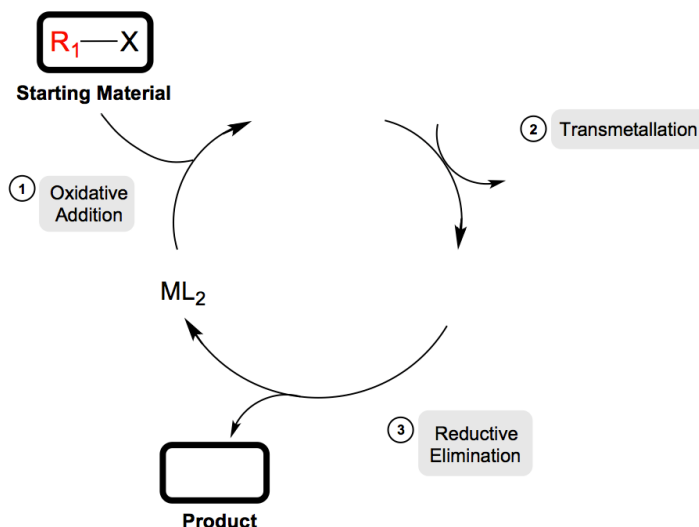 R₁—X
Starting Material
① Oxidative
Addition
② Transmetallation
ML₂
③ Reductive
Elimination
Product